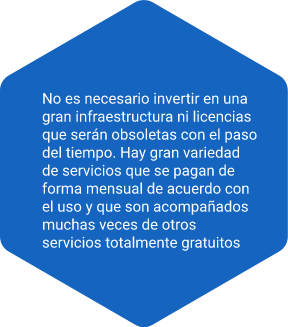 No es necesario invertir en una
gran infraestructura ni licencias
que serán obsoletas con el paso
del tiempo. Hay gran variedad
de servicios que se pagan de
forma mensual de acuerdo con
el uso y que son acompañados
muchas veces de otros
servicios totalmente gratuitos